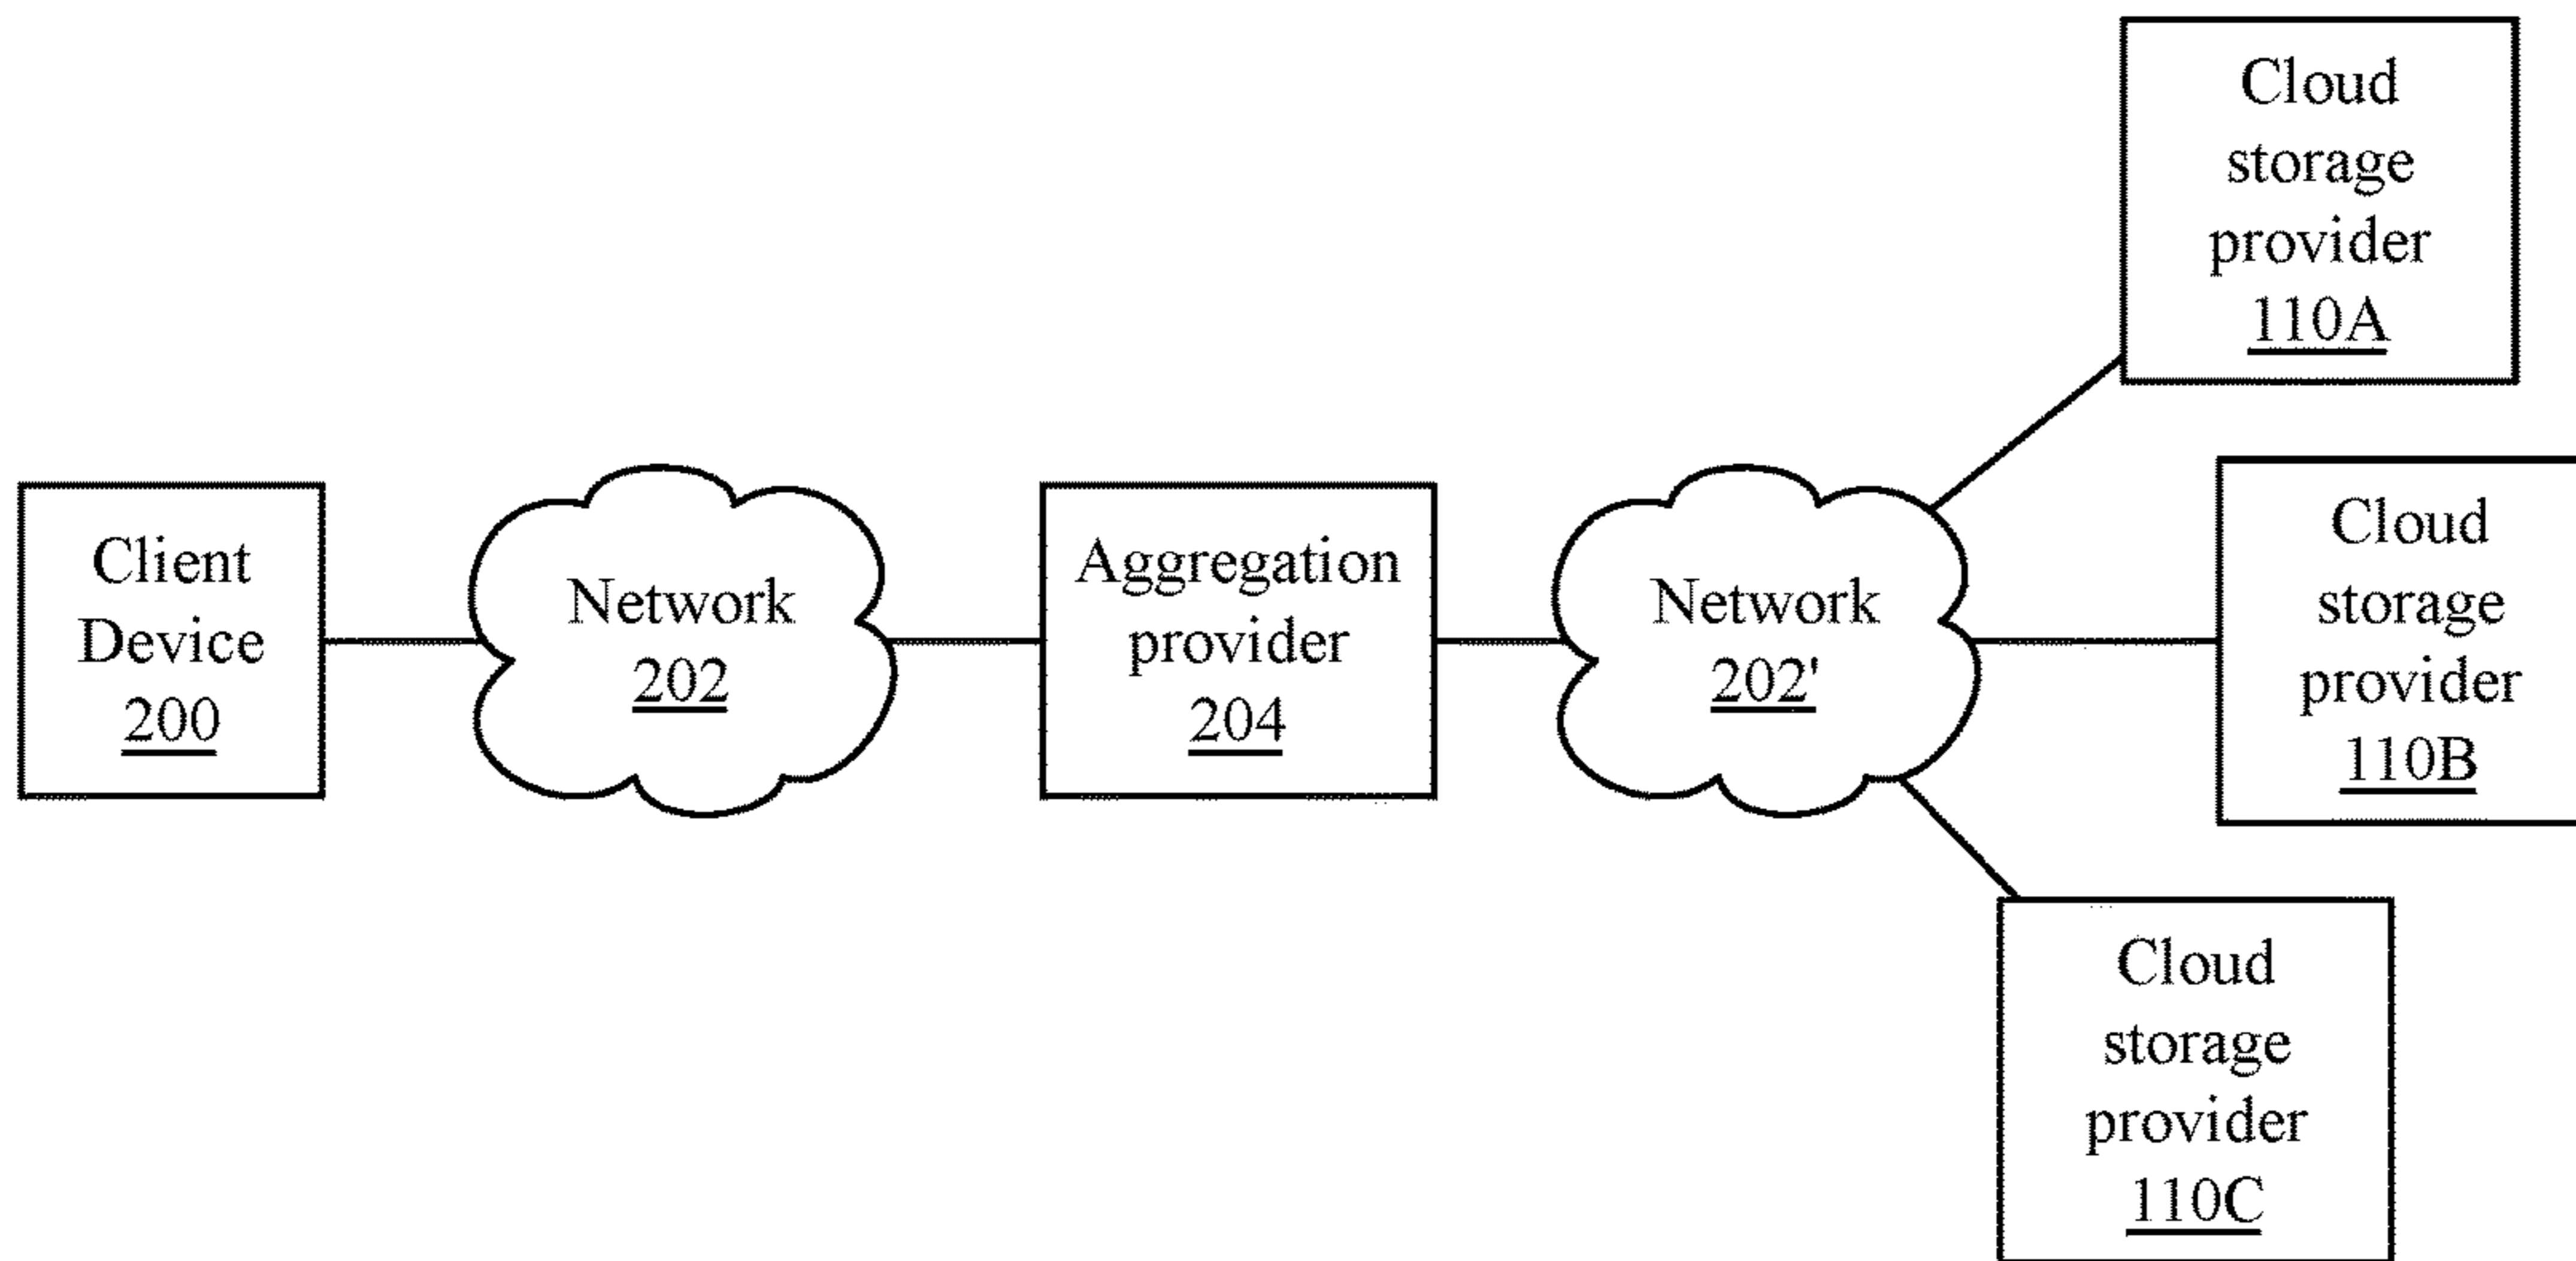 Client
Device
200
Network
202
Aggregation
provider
204
Network
202'
Cloud
storage
provider
110A
Cloud
storage
provider
110B
Cloud
storage
provider
110C